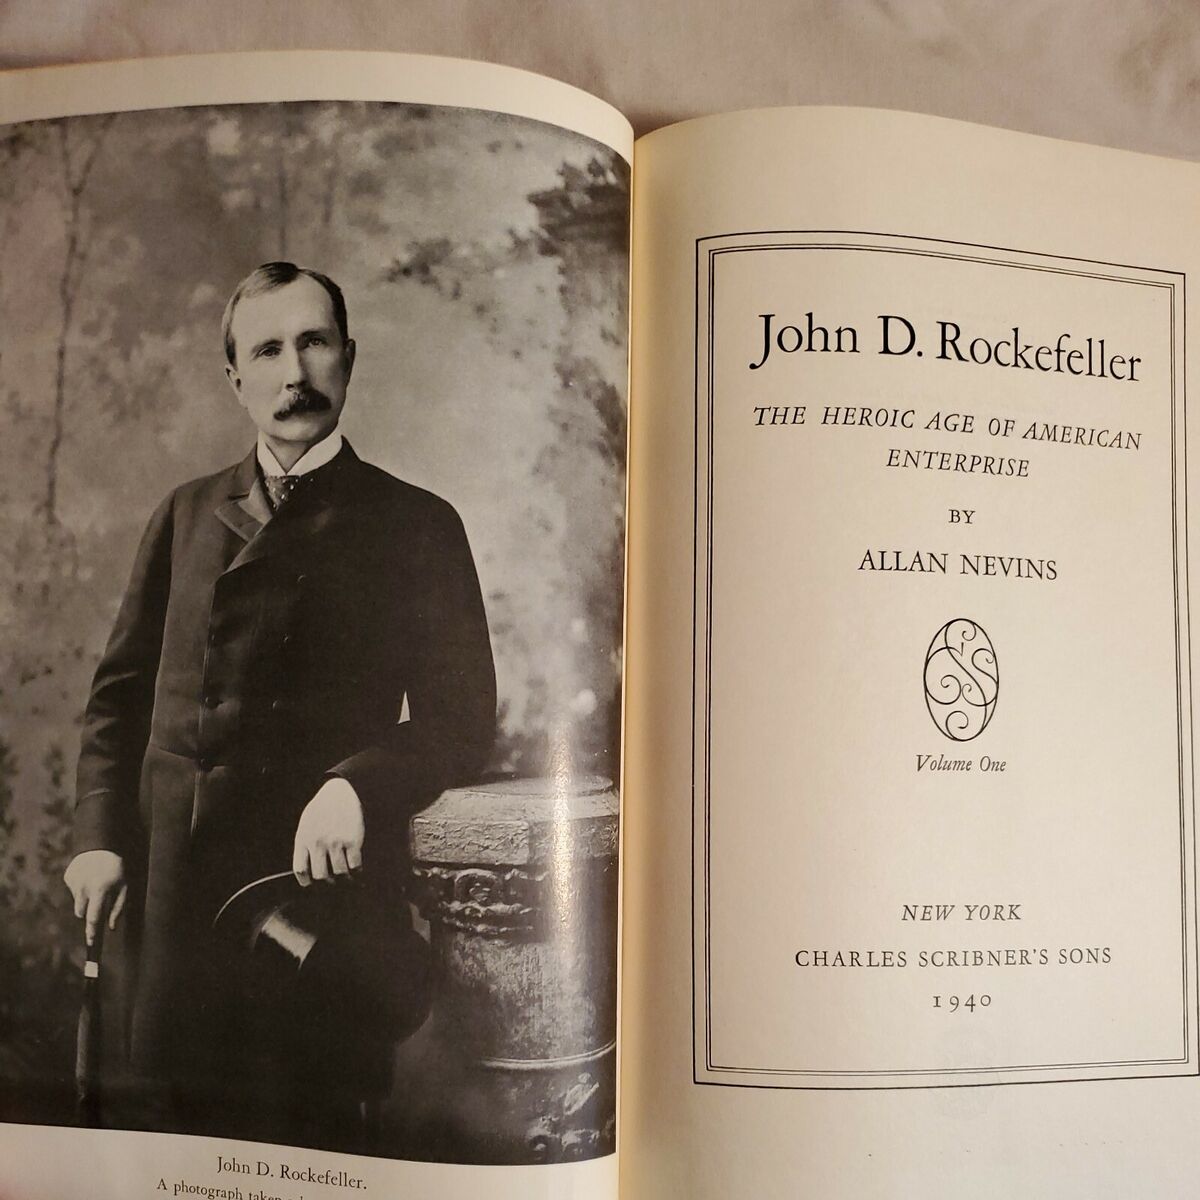 John D. Rockefeller.
A photograph taken
John D. Rockefeller
THE HEROIC AGE OF AMERICAN
ENTERPRISE
BY
ALLAN NEVINS
Volume One
NEW YORK
CHARLES SCRIBNER'S SONS
1940